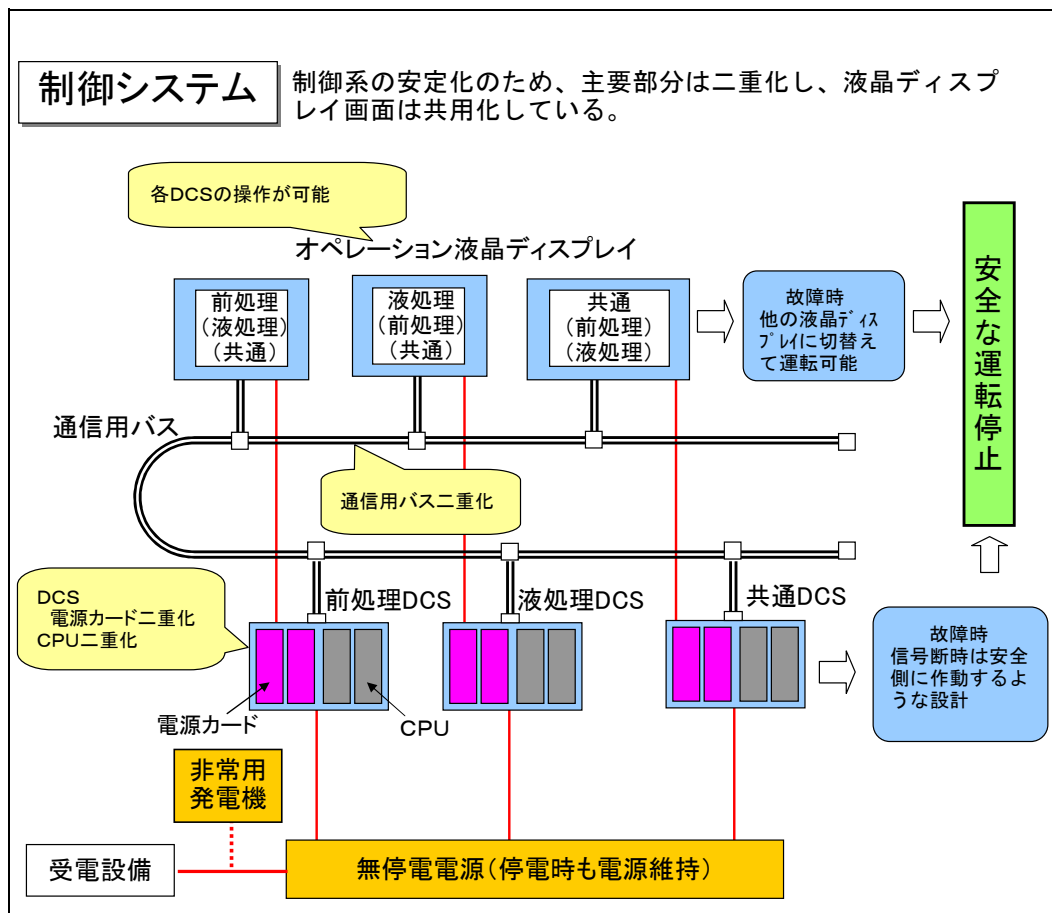 制御システム
制御系の安定化のため、主要部分は二重化し、液晶ディスプ
レイ画面は共用化している。
各DCSの操作が可能
オペレーション液晶ディスプレイ
前処理
(液処理)
(共通)
液処理
(前処理)
(共通)
共通
(前処理)
(液処理)
故障時
他の液晶ディス
プレイに切替え
て運転可能
安全な運転停止
通信用バス
通信用バス二重化
DCS
電源カード二重化
CPU二重化
前処理DCS
液処理DCS
共通DCS
故障時
信号断時は安全
側に作動するよ
うな設計
電源カード
CPU
非常用
発電機
受電設備
無停電電源(停電時も電源維持)